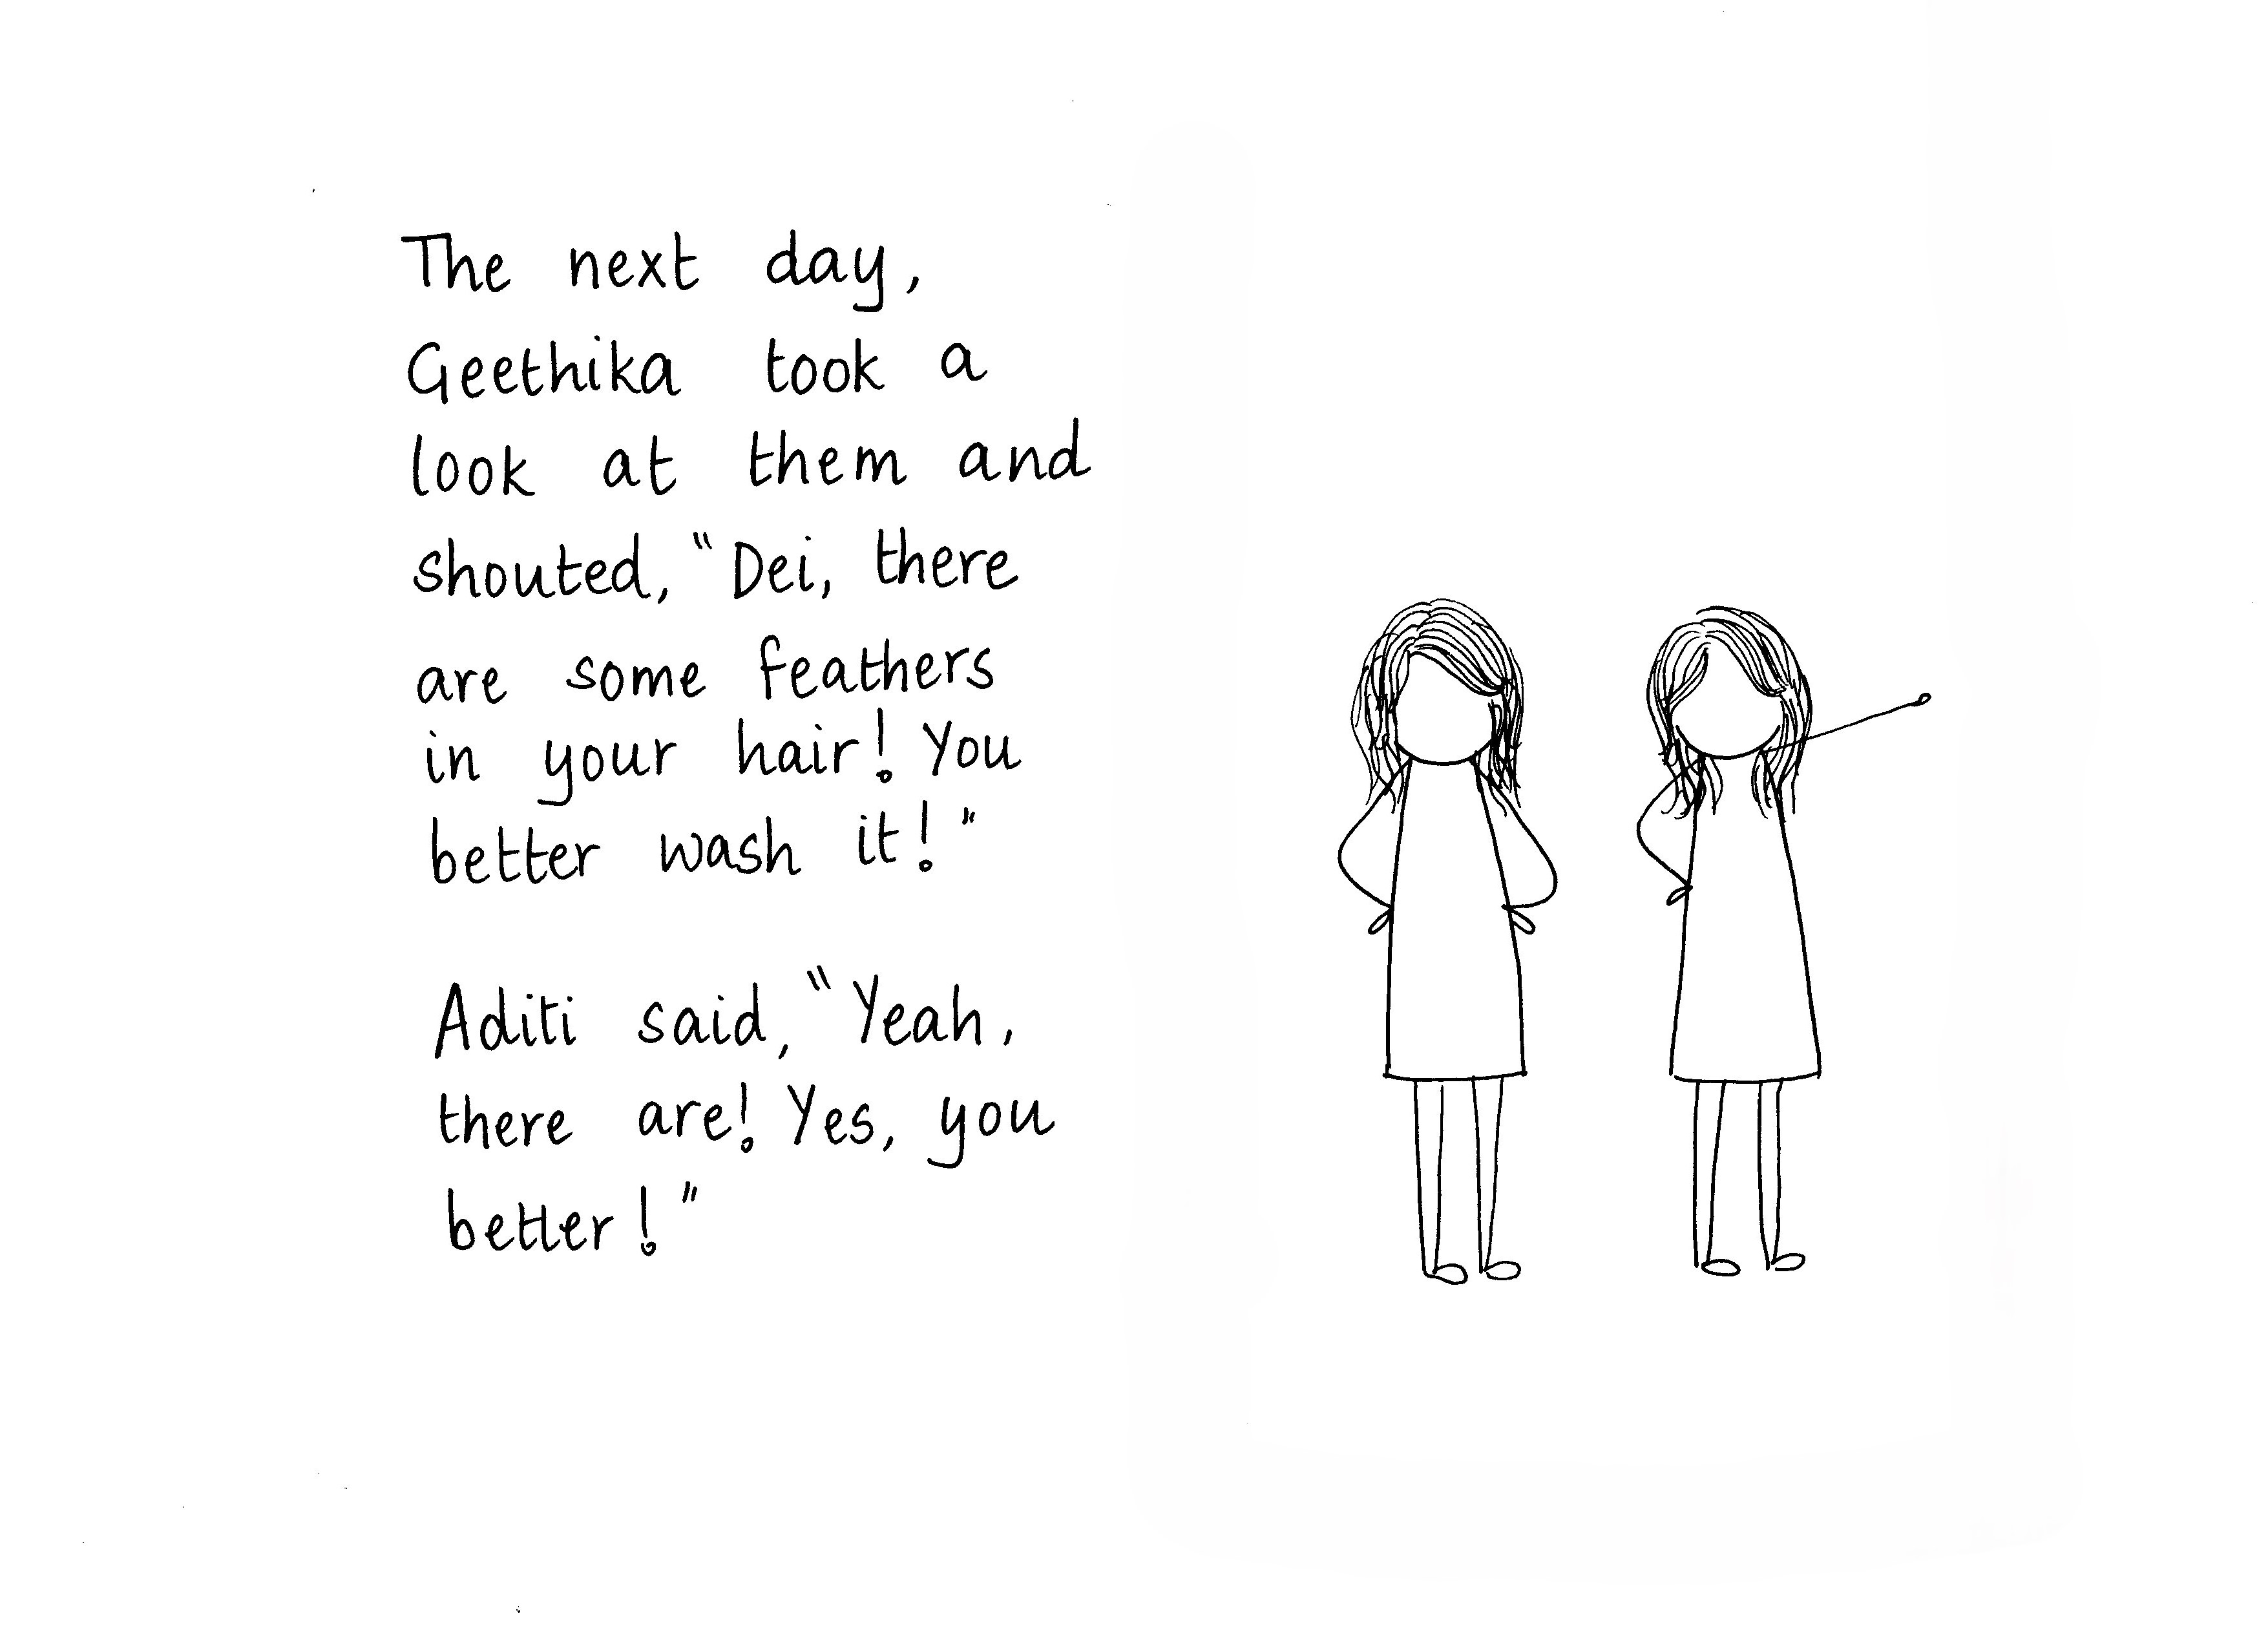 The next day,
Geethika took a
look at them and
shouted, "Dei, there
are some feathers
in your hair! You
better wash it!"
Aditi said, "Yeah,
there are! Yes, you
better!"